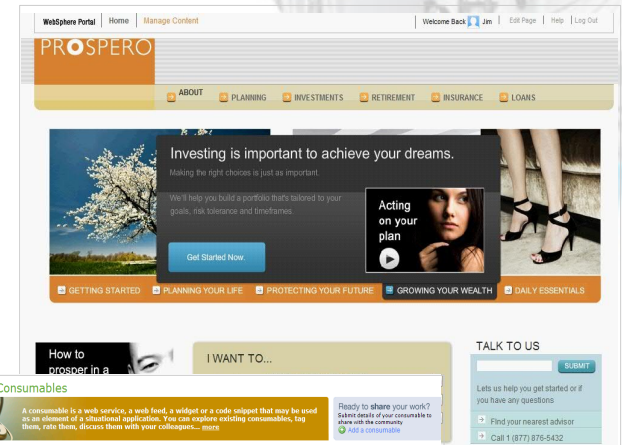 WebSphere Portal Home Manage Content Welcome Back Jim Edit Page Help Log Out
PROSPERO
ABOUT PLANNING INVESTMENTS RETIREMENT INSURANCE LOANS
Investing is important to achieve your dreams.
Making the right choices is just as important.
We'll help you build a portfolio that's tailored to your
goals, risk tolerance and timeframes.
Get Started Now.
Acting
on your
plan
GETTING STARTED PLANNING YOUR LIFE PROTECTING YOUR FUTURE GROWING YOUR WEALTH DAILY ESSENTIALS
How to
prosper in a
I WANT TO...
TALK TO US
SUBMIT
Lets us help you get started or if
you have any questions:
Find your nearest advisor
Call 1 (877) 876-5432
Consumables
A consumable is a web service, a web feed, a widget or a code snippet that may be used
as an element of a situational application. You can explore existing consumables, tag
them, rate them, discuss them with your colleagues... more
Ready to share your work?
Submit details of your consumable to
share with the community
Add a consumable